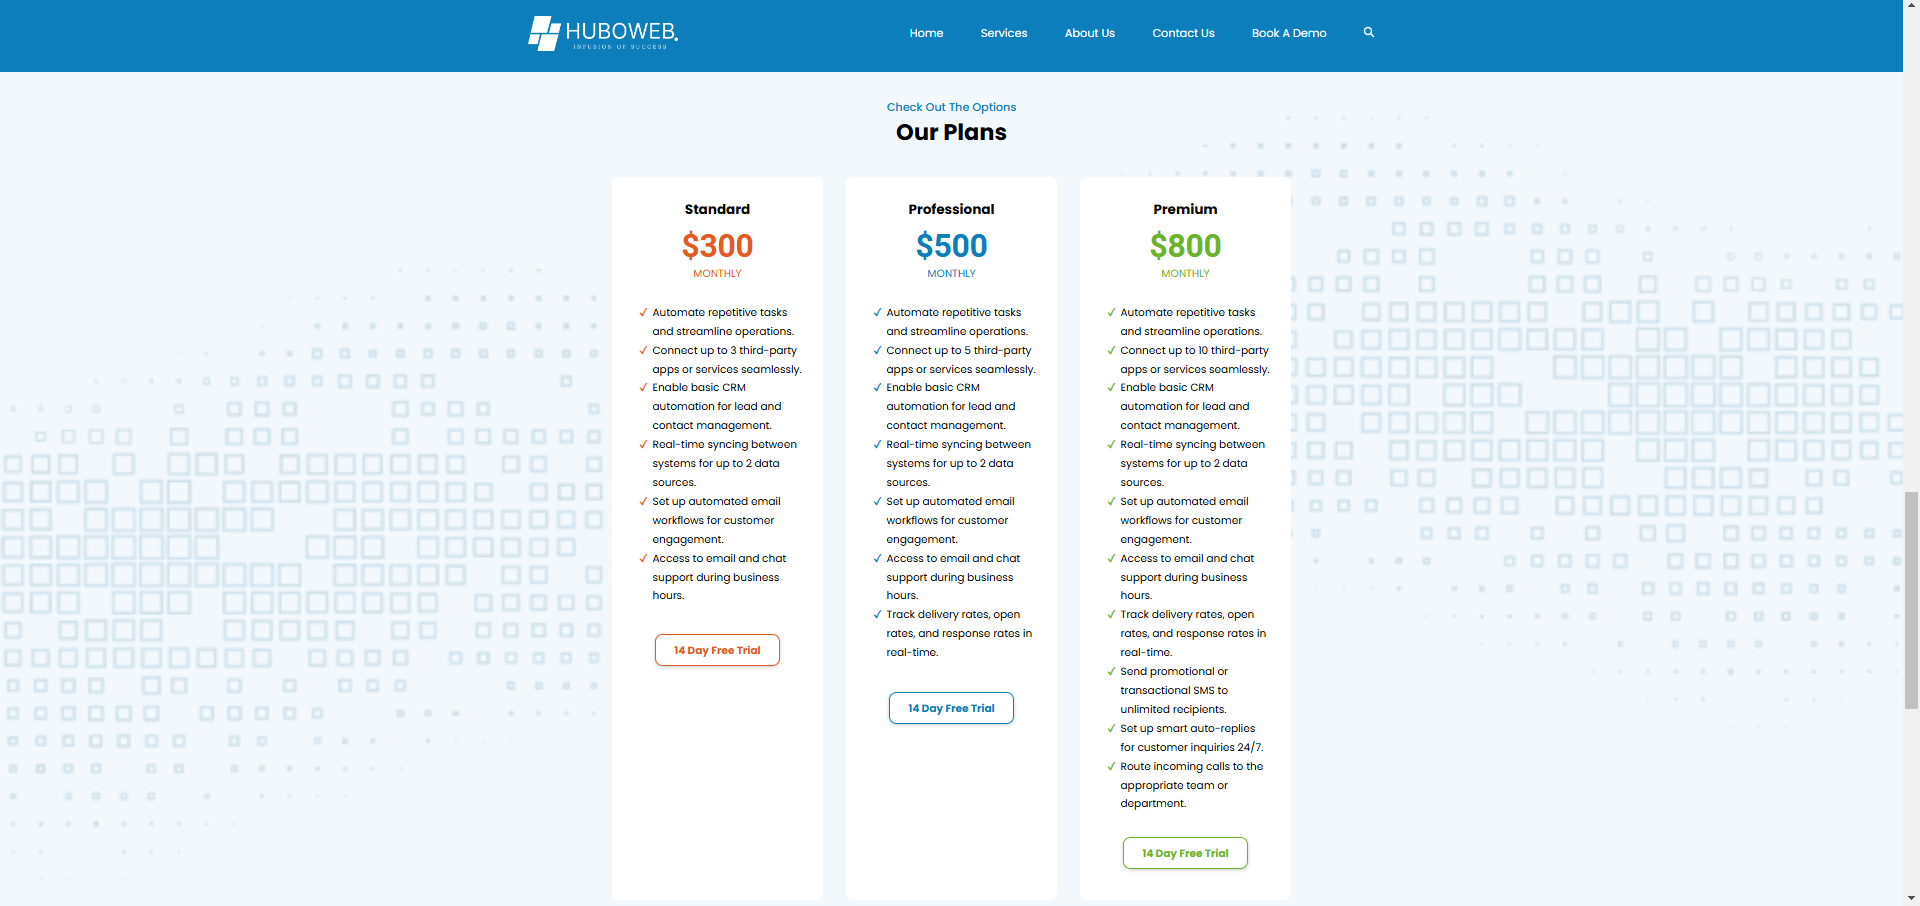 HUBOWEB.
INFUSION OF SUCCESS
Home
Services
About Us
Contact Us
Book A Demo
Check Out The Options
Our Plans
Standard
$300
MONTHLY
Automate repetitive tasks
and streamline operations.
Connect up to 3 third-party
apps or services seamlessly.
Enable basic CRM
automation for lead and
contact management.
Real-time syncing between
systems for up to 2 data
sources.
Set up automated email
workflows for customer
engagement.
Access to email and chat
support during business
hours.
14 Day Free Trial
Professional
$500
MONTHLY
Automate repetitive tasks
and streamline operations.
Connect up to 5 third-party
apps or services seamlessly.
Enable basic CRM
automation for lead and
contact management.
Real-time syncing between
systems for up to 2 data
sources.
Set up automated email
workflows for customer
engagement.
Access to email and chat
support during business
hours.
Track delivery rates, open
rates, and response rates in
real-time.
14 Day Free Trial
Premium
$800
MONTHLY
Automate repetitive tasks
and streamline operations.
Connect up to 10 third-party
apps or services seamlessly.
Enable basic CRM
automation for lead and
contact management.
Real-time syncing between
systems for up to 2 data
sources.
Set up automated email
workflows for customer
engagement.
Access to email and chat
support during business
hours.
Track delivery rates, open
rates, and response rates in
real-time.
Send promotional or
transactional SMS to
unlimited recipients.
Set up smart auto-replies
for customer inquiries 24/7.
Route incoming calls to the
appropriate team or
department.
14 Day Free Trial